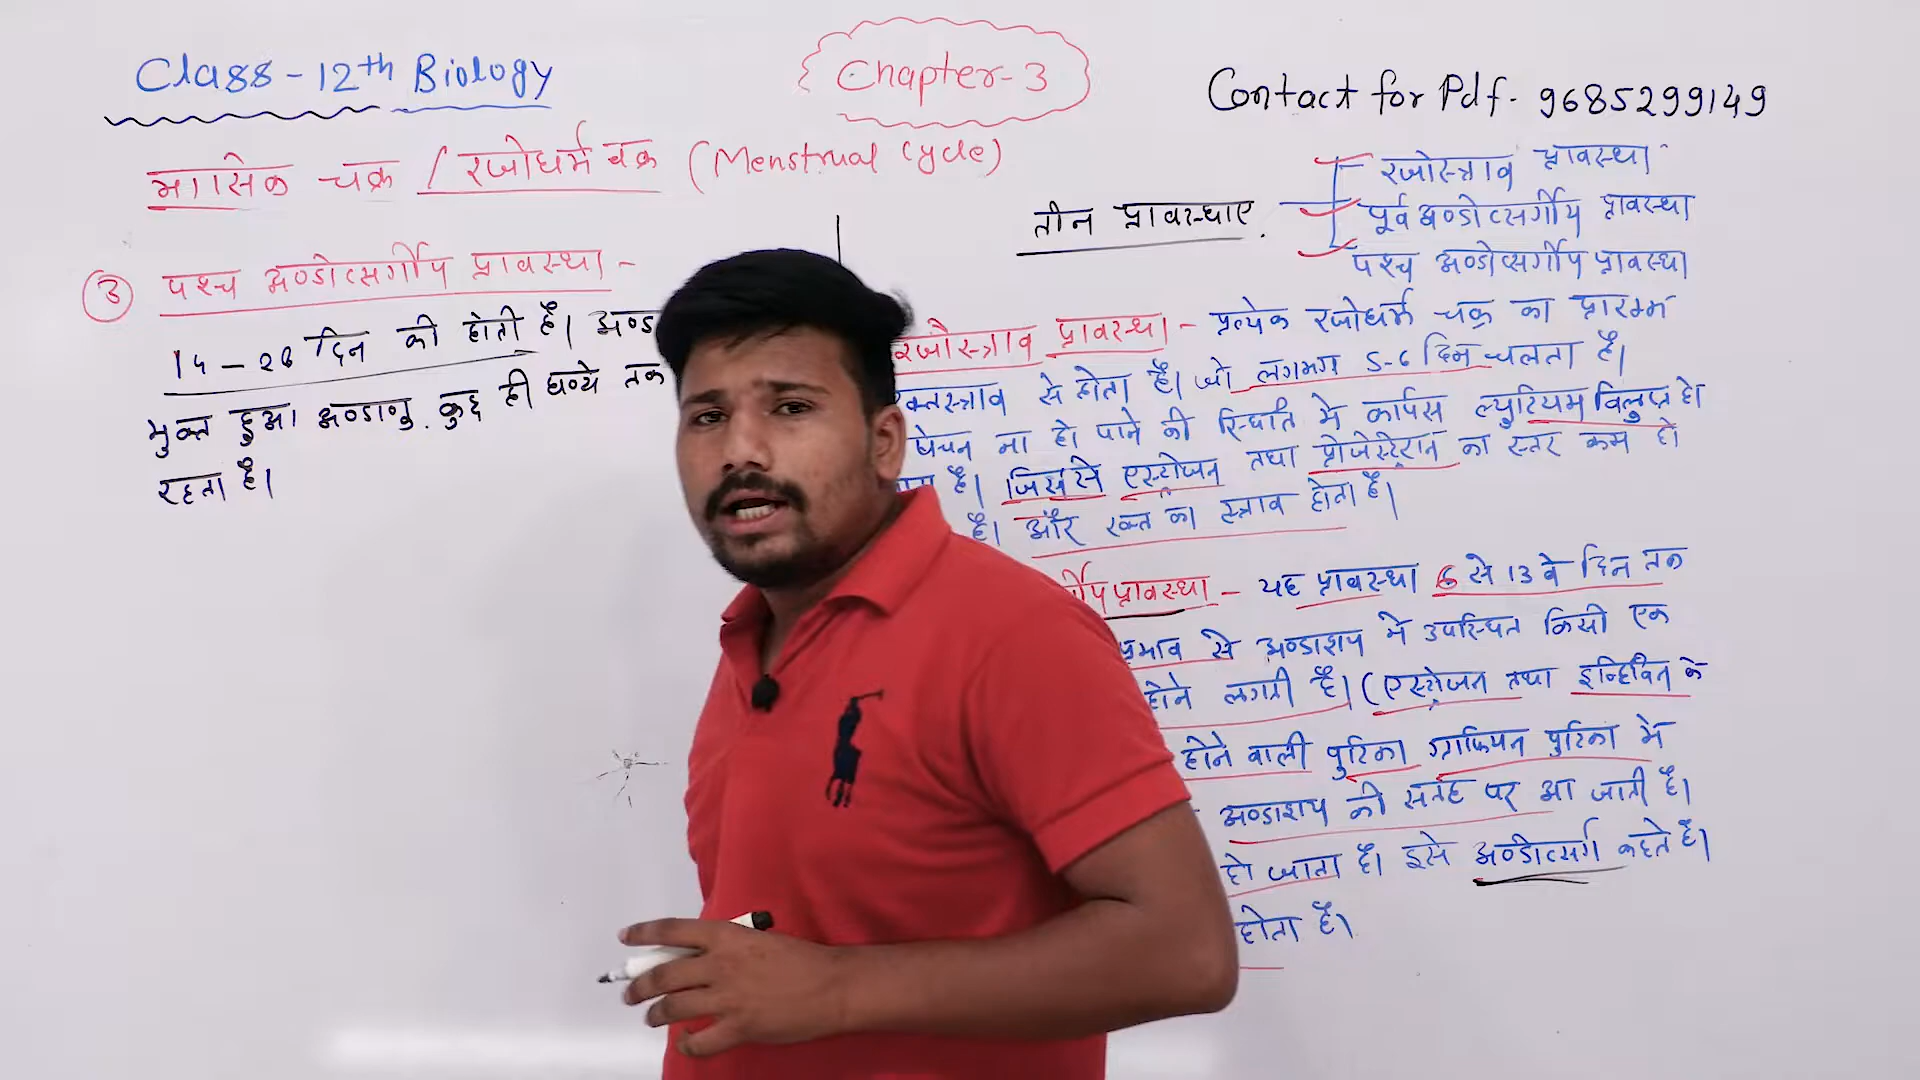 Class - 12th Biology
Chapter-3
Contact for Pdf. 9685299149
मासिक चक्र / रजोधर्म चक्र (Menstrual Cycle)
तीन प्रावस्थाए.
रजोस्त्राव प्रावस्था
पूर्व अण्डोत्सर्गीय प्रावस्था
पश्च अण्डोत्सर्गीय प्रावस्था
③ पश्च अण्डोत्सर्गीय प्रावस्था -
14 - 28 दिन की होती है। अण्ड
मुक्त हुआ अण्डाणु. कुछ ही घण्टे तक
रहता है।
रजोस्त्राव प्रावस्था - प्रत्येक रजोधर्म चक्र का प्रारम्भ
क्तस्त्राव से होता है। जो लगभग 5-6 दिन चलता है।
षेचन ना हो पाने की स्थिति में कार्पस ल्युटियम विलुप्त हो
है। जिससे एस्ट्रोजन तथा प्रोजेस्ट्रोन का स्तर कम हो
है। और रक्त का स्त्राव होता है।
र्गीय प्रावस्था - यह प्रावस्था 6 से 13 वे दिन तक
प्रभाव से अण्डाशय में उपस्थित किसी एक
होने लगती है। (एस्ट्रोजन तथा इन्हिबिन के
होने वाली पुटिका ग्राफियन पुटिका में
अण्डाशय की सतह पर आ जाती है।
हो जाता है। इसे अण्डोत्सर्ग कहते है।
होता है।